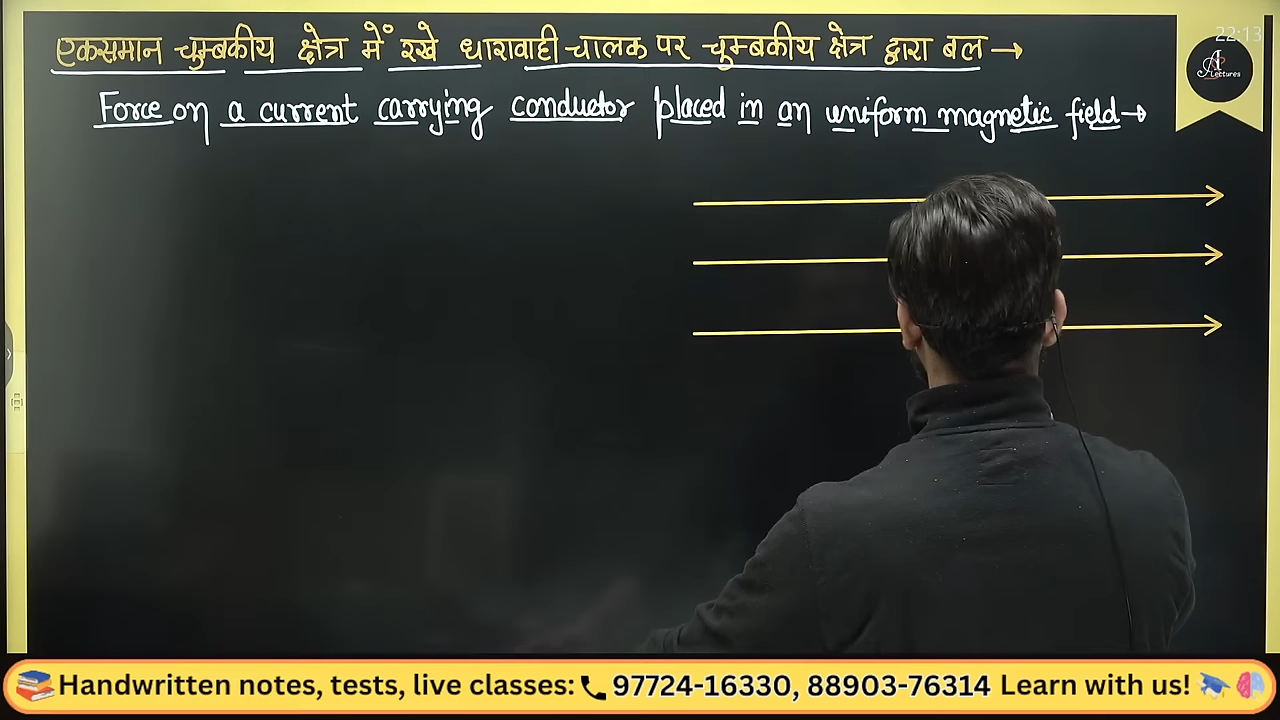 एकसमान चुम्बकीय क्षेत्र में रखे धारावाही चालक पर चुम्बकीय क्षेत्र द्वारा बल →
22:13
A Lectures
Force on a current carrying conductor placed in an uniform magnetic field →
Handwritten notes, tests, live classes: 97724-16330, 88903-76314 Learn with us!